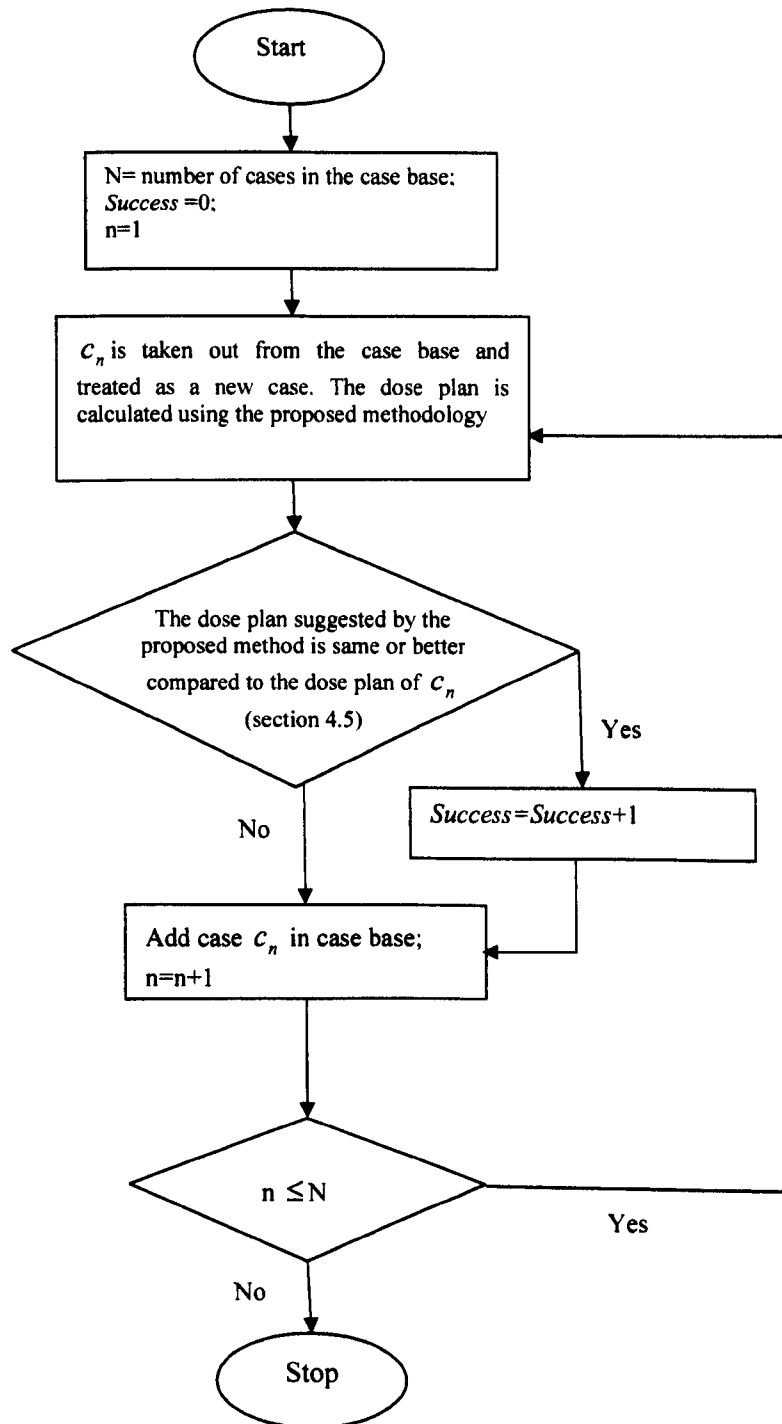 Start
N= number of cases in the case base;
Success =0;
n=1
c_n is taken out from the case base and
treated as a new case. The dose plan is
calculated using the proposed methodology
The dose plan suggested by the
proposed method is same or better
compared to the dose plan of c_n
(section 4.5)
Yes
Success=Success+1
No
Add case c_n in case base;
n=n+1
n ≤N
Yes
No
Stop